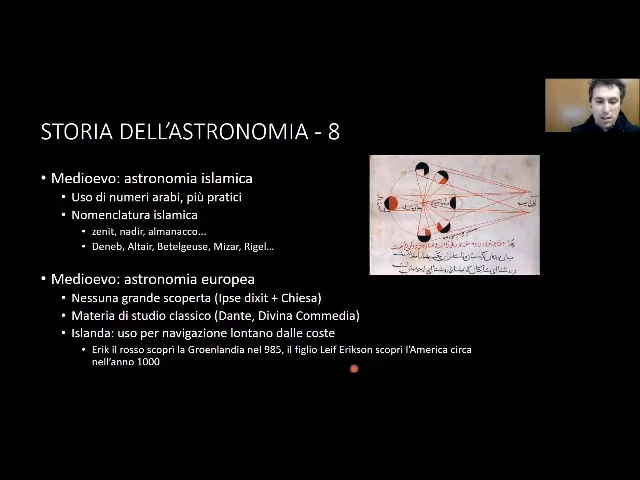 STORIA DELL'ASTRONOMIA - 8
• Medioevo: astronomia islamica
• Uso di numeri arabi, più pratici
• Nomenclatura islamica
• zenit, nadir, almanacco...
• Deneb, Altair, Betelgeuse, Mizar, Rigel...
• Medioevo: astronomia europea
• Nessuna grande scoperta (Ipse dixit + Chiesa)
• Materia di studio classico (Dante, Divina Commedia)
• Islanda: uso per navigazione lontano dalle coste
• Erik il rosso scoprì la Groenlandia nel 985, il figlio Leif Erikson scoprì l'America circa
nell'anno 1000